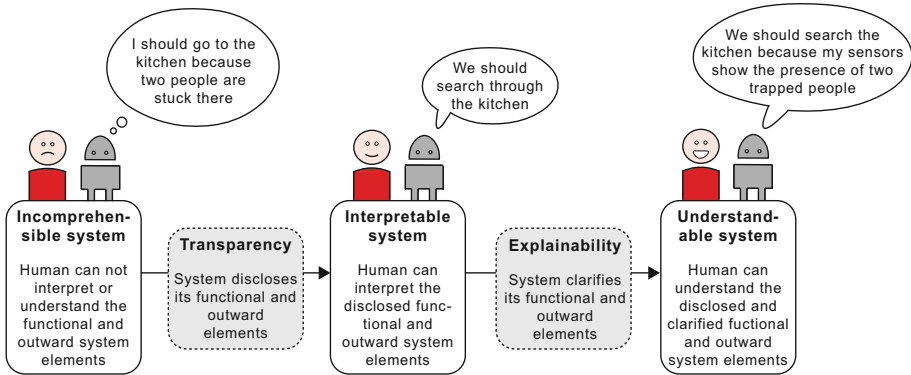 I should go to the
kitchen because
two people are
stuck there
We should
search through
the kitchen
We should search the
kitchen because my sensors
show the presence of two
trapped people
Incomprehen-
sible system
Human can not
interpret or
understand the
functional and
outward system
elements
Transparency
System discloses
its functional and
outward
elements
Interpretable
system
Human can
interpret the
disclosed func-
tional and
outward system
elements
Explainability
System clarifies
its functional and
outward
elements
Understand-
able system
Human can
understand the
disclosed and
clarified fuctional
and outward
system elements